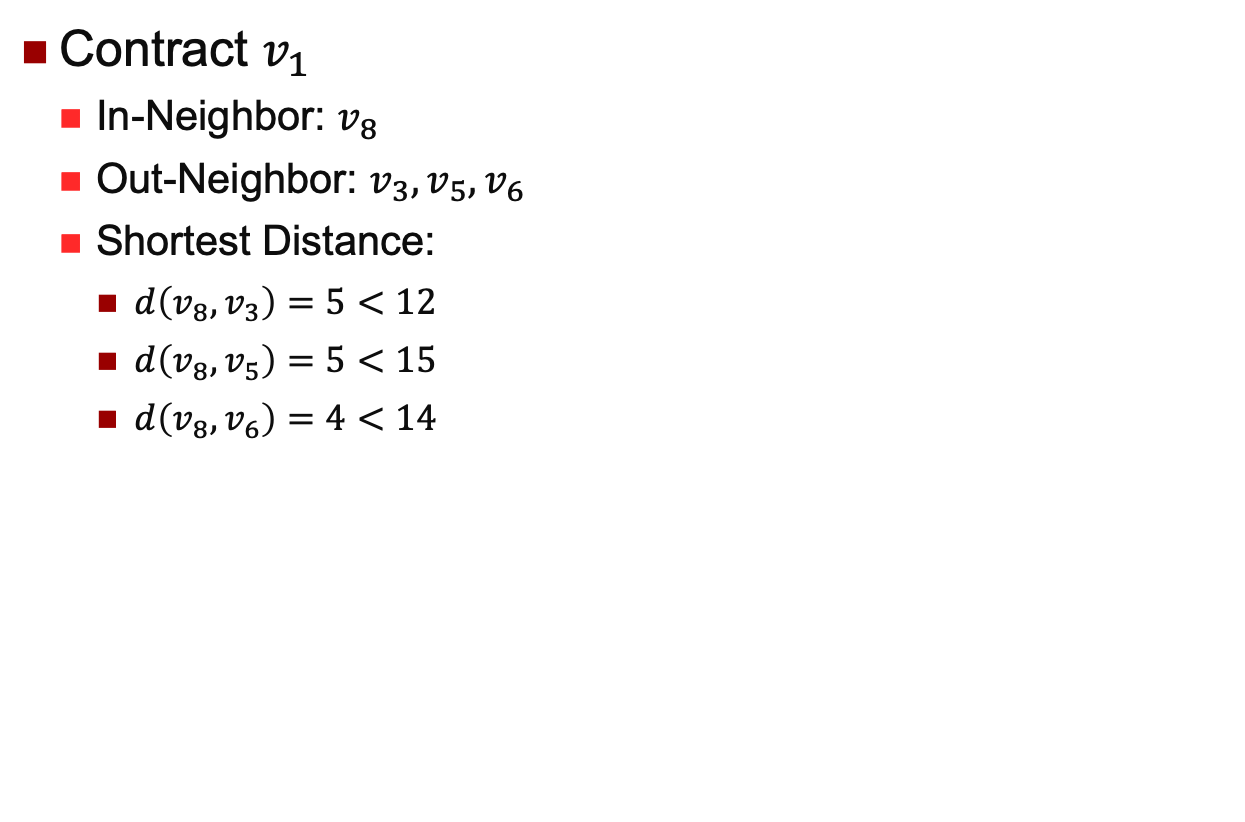 Contract 𝑣₁
In-Neighbor: 𝑣₈
Out-Neighbor: 𝑣₃, 𝑣₅, 𝑣₆
Shortest Distance:
𝑑(𝑣₈, 𝑣₃) = 5 < 12
𝑑(𝑣₈, 𝑣₅) = 5 < 15
𝑑(𝑣₈, 𝑣₆) = 4 < 14